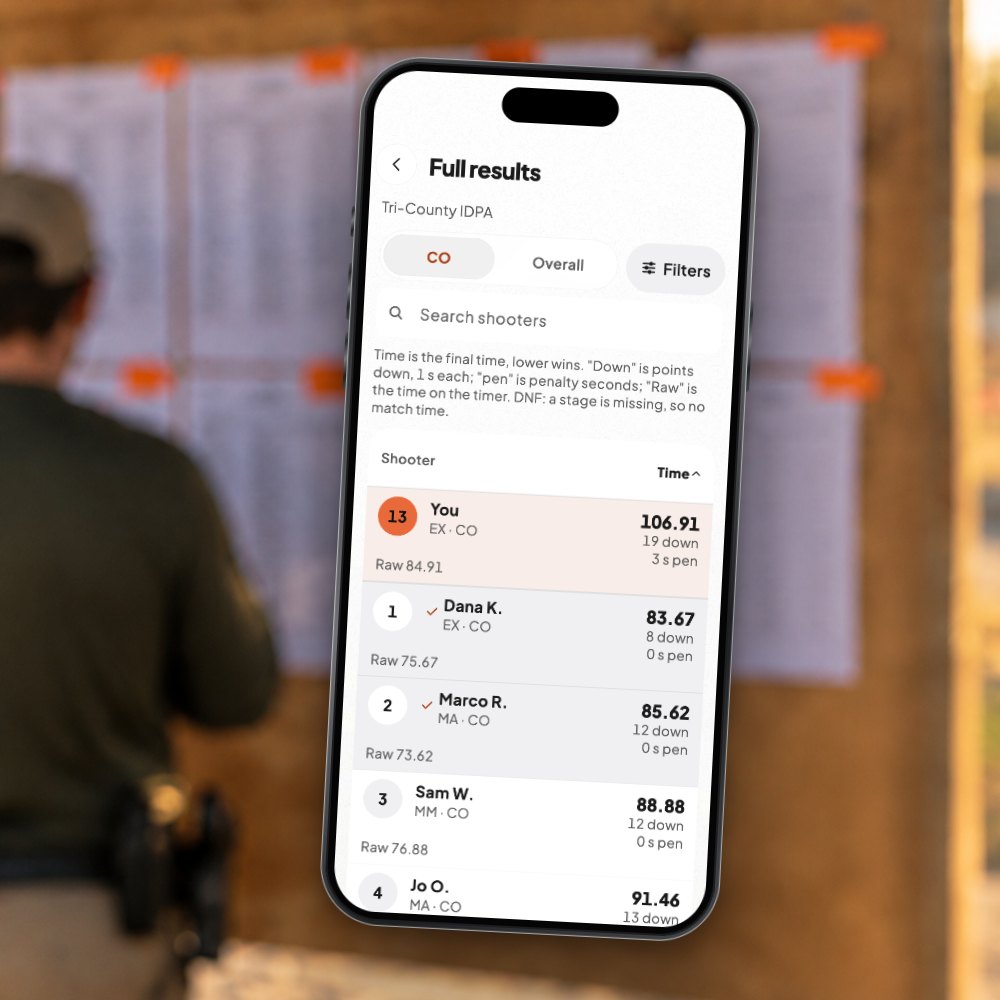 Full results
Tri-County IDPA
CO
Overall
Filters
Search shooters
Time is the final time, lower wins. "Down" is points
down, 1 s each; "pen" is penalty seconds; "Raw" is
the time on the timer. DNF: a stage is missing, so no
match time.
Shooter
Time
13
You
106.91
EX · CO
19 down
3 s pen
Raw 84.91
1
Dana K.
83.67
EX · CO
8 down
0 s pen
Raw 75.67
2
Marco R.
85.62
MA · CO
12 down
0 s pen
Raw 73.62
3
Sam W.
88.88
MM · CO
12 down
0 s pen
Raw 76.88
4
Jo O.
91.46
MA · CO
13 down